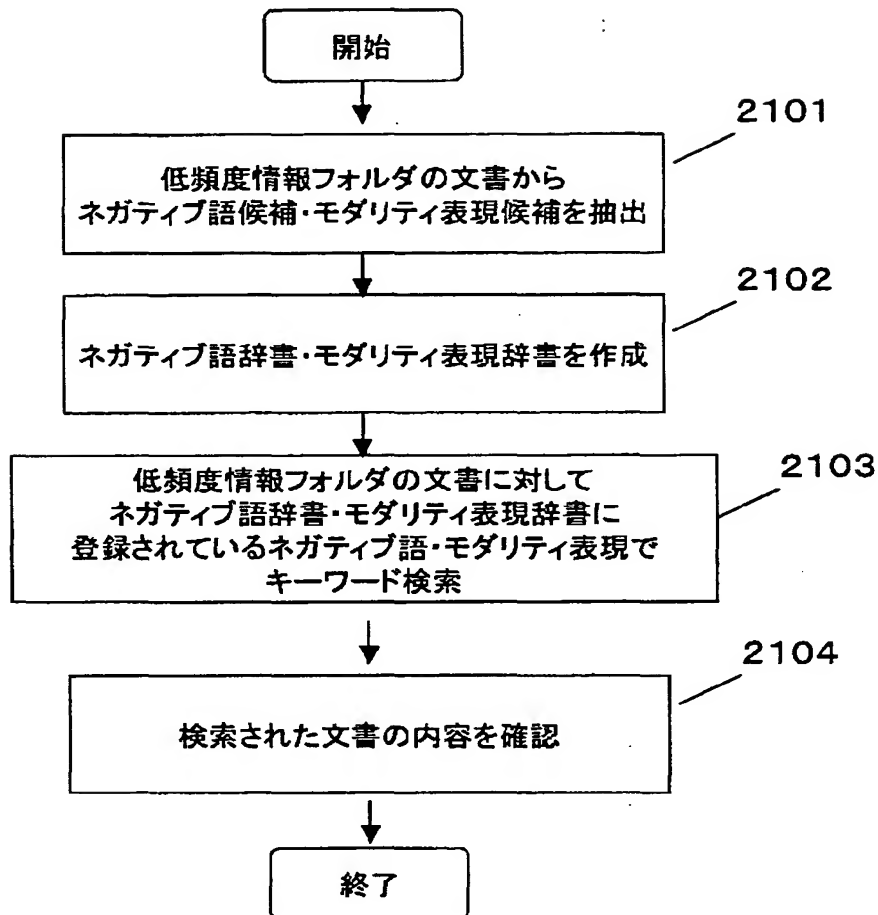 開始
2101
低頻度情報フォルダの文書から
ネガティブ語候補・モダリティ表現候補を抽出
2102
ネガティブ語辞書・モダリティ表現辞書を作成
2103
低頻度情報フォルダの文書に対して
ネガティブ語辞書・モダリティ表現辞書に
登録されているネガティブ語・モダリティ表現で
キーワード検索
2104
検索された文書の内容を確認
終了